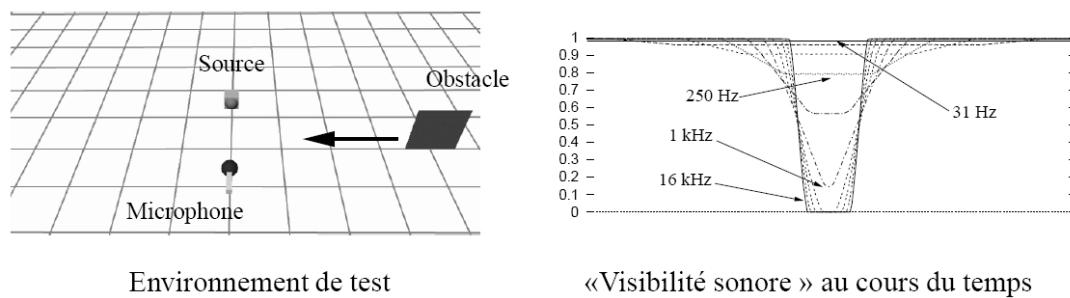 Source
Obstacle
Microphone
Environnement de test
1
0.9
0.8
0.7
0.6
0.5
0.4
0.3
0.2
0.1
0
250 Hz
31 Hz
1 kHz
16 kHz
«Visibilité sonore » au cours du temps